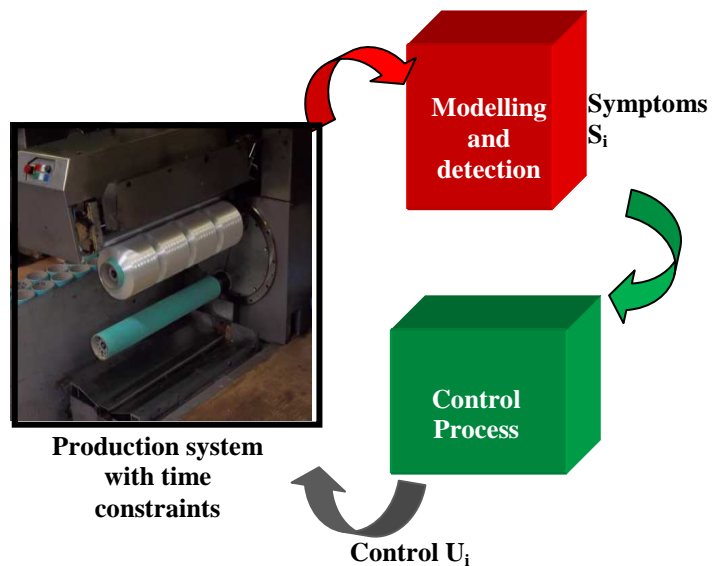 Modelling
and
detection
Symptoms
Sᵢ
Control
Process
Production system
with time
constraints
Control Uᵢ